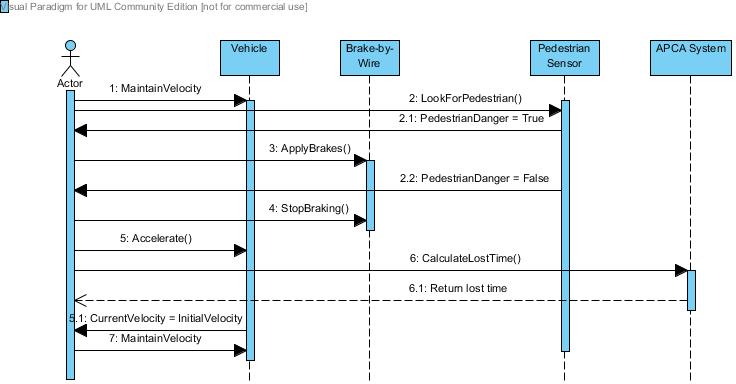 Visual Paradigm for UML Community Edition [not for commercial use]
Vehicle
Brake-by-
Wire
Pedestrian
Sensor
APCA System
Actor
1: MaintainVelocity
2: LookForPedestrian()
2.1: PedestrianDanger = True
3: ApplyBrakes()
2.2: PedestrianDanger = False
4: StopBraking()
5: Accelerate()
6: CalculateLostTime()
6.1: Return lost time
5.1: CurrentVelocity = InitialVelocity
7: MaintainVelocity